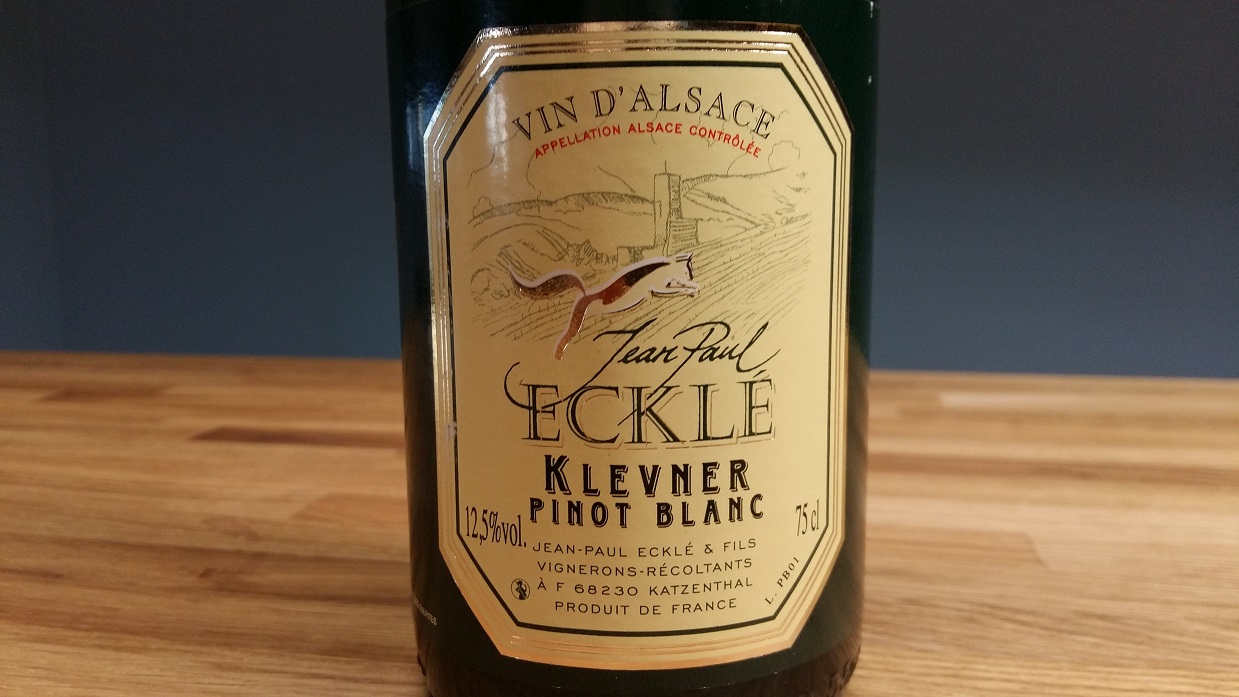 VIN D'ALSACE
APPELLATION ALSACE CONTRÔLÉE
Jean Paul
ECKLÉ
KLEVNER
PINOT BLANC
12,5%vol.
75 cl
JEAN-PAUL ECKLÉ & FILS
VIGNERONS-RÉCOLTANTS
À F 68230 KATZENTHAL
PRODUIT DE FRANCE
L. PB01